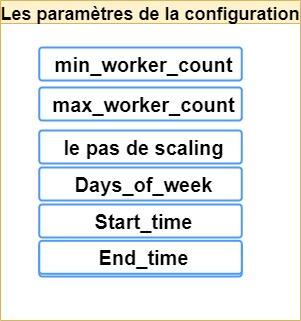 Les paramètres de la configuration
min_worker_count
max_worker_count
le pas de scaling
Days_of_week
Start_time
End_time